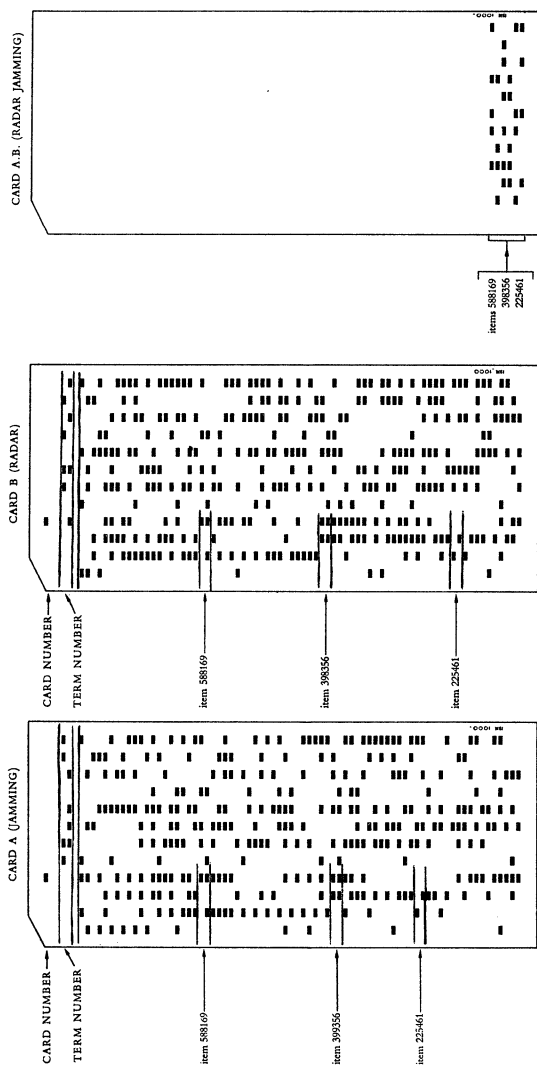 CARD A (JAMMING)
CARD NUMBER
TERM NUMBER
item 588169
item 399356
item 225461
CARD B (RADAR)
CARD NUMBER
TERM NUMBER
item 588169
item 398356
item 225461
CARD A.B. (RADAR JAMMING)
items 588169
398356
225461